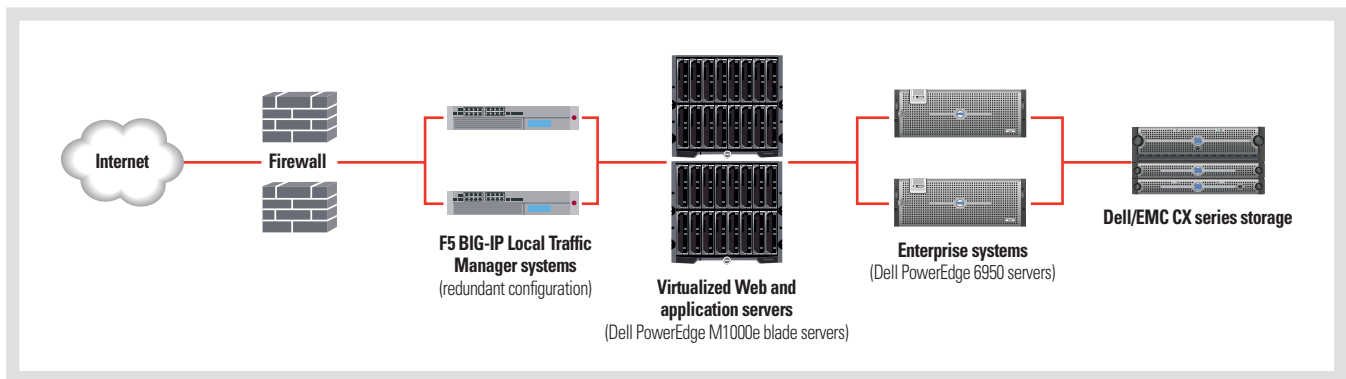 Internet
Firewall
F5 BIG-IP Local Traffic
Manager systems
(redundant configuration)
Virtualized Web and
application servers
(Dell PowerEdge M1000e blade servers)
Enterprise systems
(Dell PowerEdge 6950 servers)
Dell/EMC CX series storage